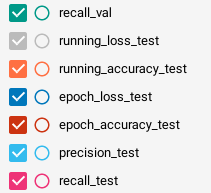 recall_val
running_loss_test
running_accuracy_test
epoch_loss_test
epoch_accuracy_test
precision_test
recall_test